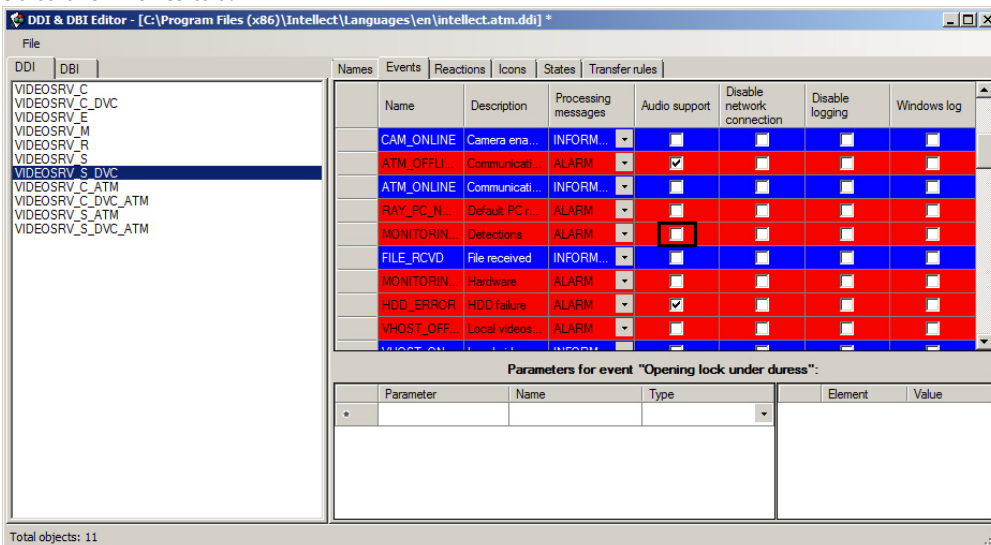 DDI & DBI Editor - [C:\Program Files (x86)\Intellect\Languages\en\intellect.atm.ddi] *
File
DDI DBI
Names Events Reactions Icons States Transfer rules
VIDEOSRV_C
VIDEOSRV_C_DVC
VIDEOSRV_E
VIDEOSRV_M
VIDEOSRV_R
VIDEOSRV_S
VIDEOSRV_S_DVC
VIDEOSRV_C_ATM
VIDEOSRV_C_DVC_ATM
VIDEOSRV_S_ATM
VIDEOSRV_S_DVC_ATM
Name Description Processing messages Audio support Disable network connection Disable logging Windows log
CAM_ONLINE Camera ena... INFORM...
ATM_OFFLI... Communicati... ALARM
ATM_ONLINE Communicati... INFORM...
RAY_PC_N... Default PC r... ALARM
MONITORIN... Detections ALARM
FILE_RCVD File received INFORM...
MONITORIN... Hardware ALARM
HDD_ERROR HDD failure ALARM
VHOST_OFF... Local videos... ALARM
Parameters for event "Opening lock under duress":
Parameter Name Type Element Value
*
Total objects: 11